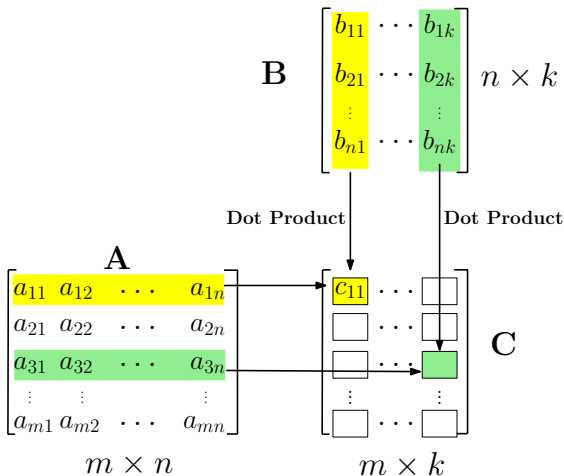 b11 ··· b1k
B b21 ··· b2k n × k
⋮ ⋮
bn1 ··· bnk
Dot Product Dot Product
A
a11 a12 ··· a1n c11 ···
a21 a22 ··· a2n ···
C
a31 a32 ··· a3n ···
⋮ ⋮ ⋮ ⋮ ⋮
am1 am2 ··· amn ···
m × n m × k